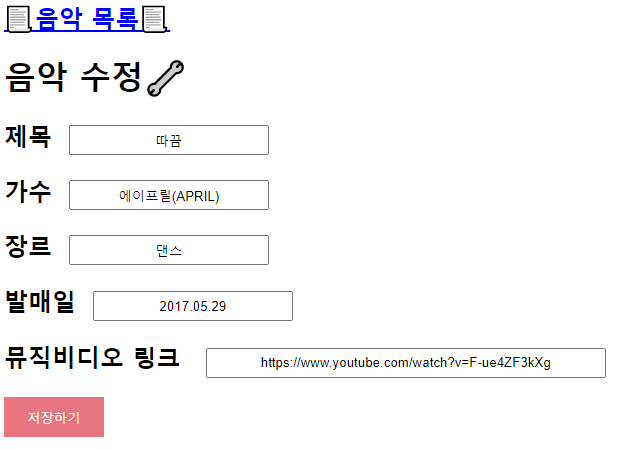 음악 목록
음악 수정
제목 따끔
가수 에이프릴(APRIL)
장르 댄스
발매일 2017.05.29
뮤직비디오 링크 https://www.youtube.com/watch?v=F-ue4ZF3kXg
저장하기